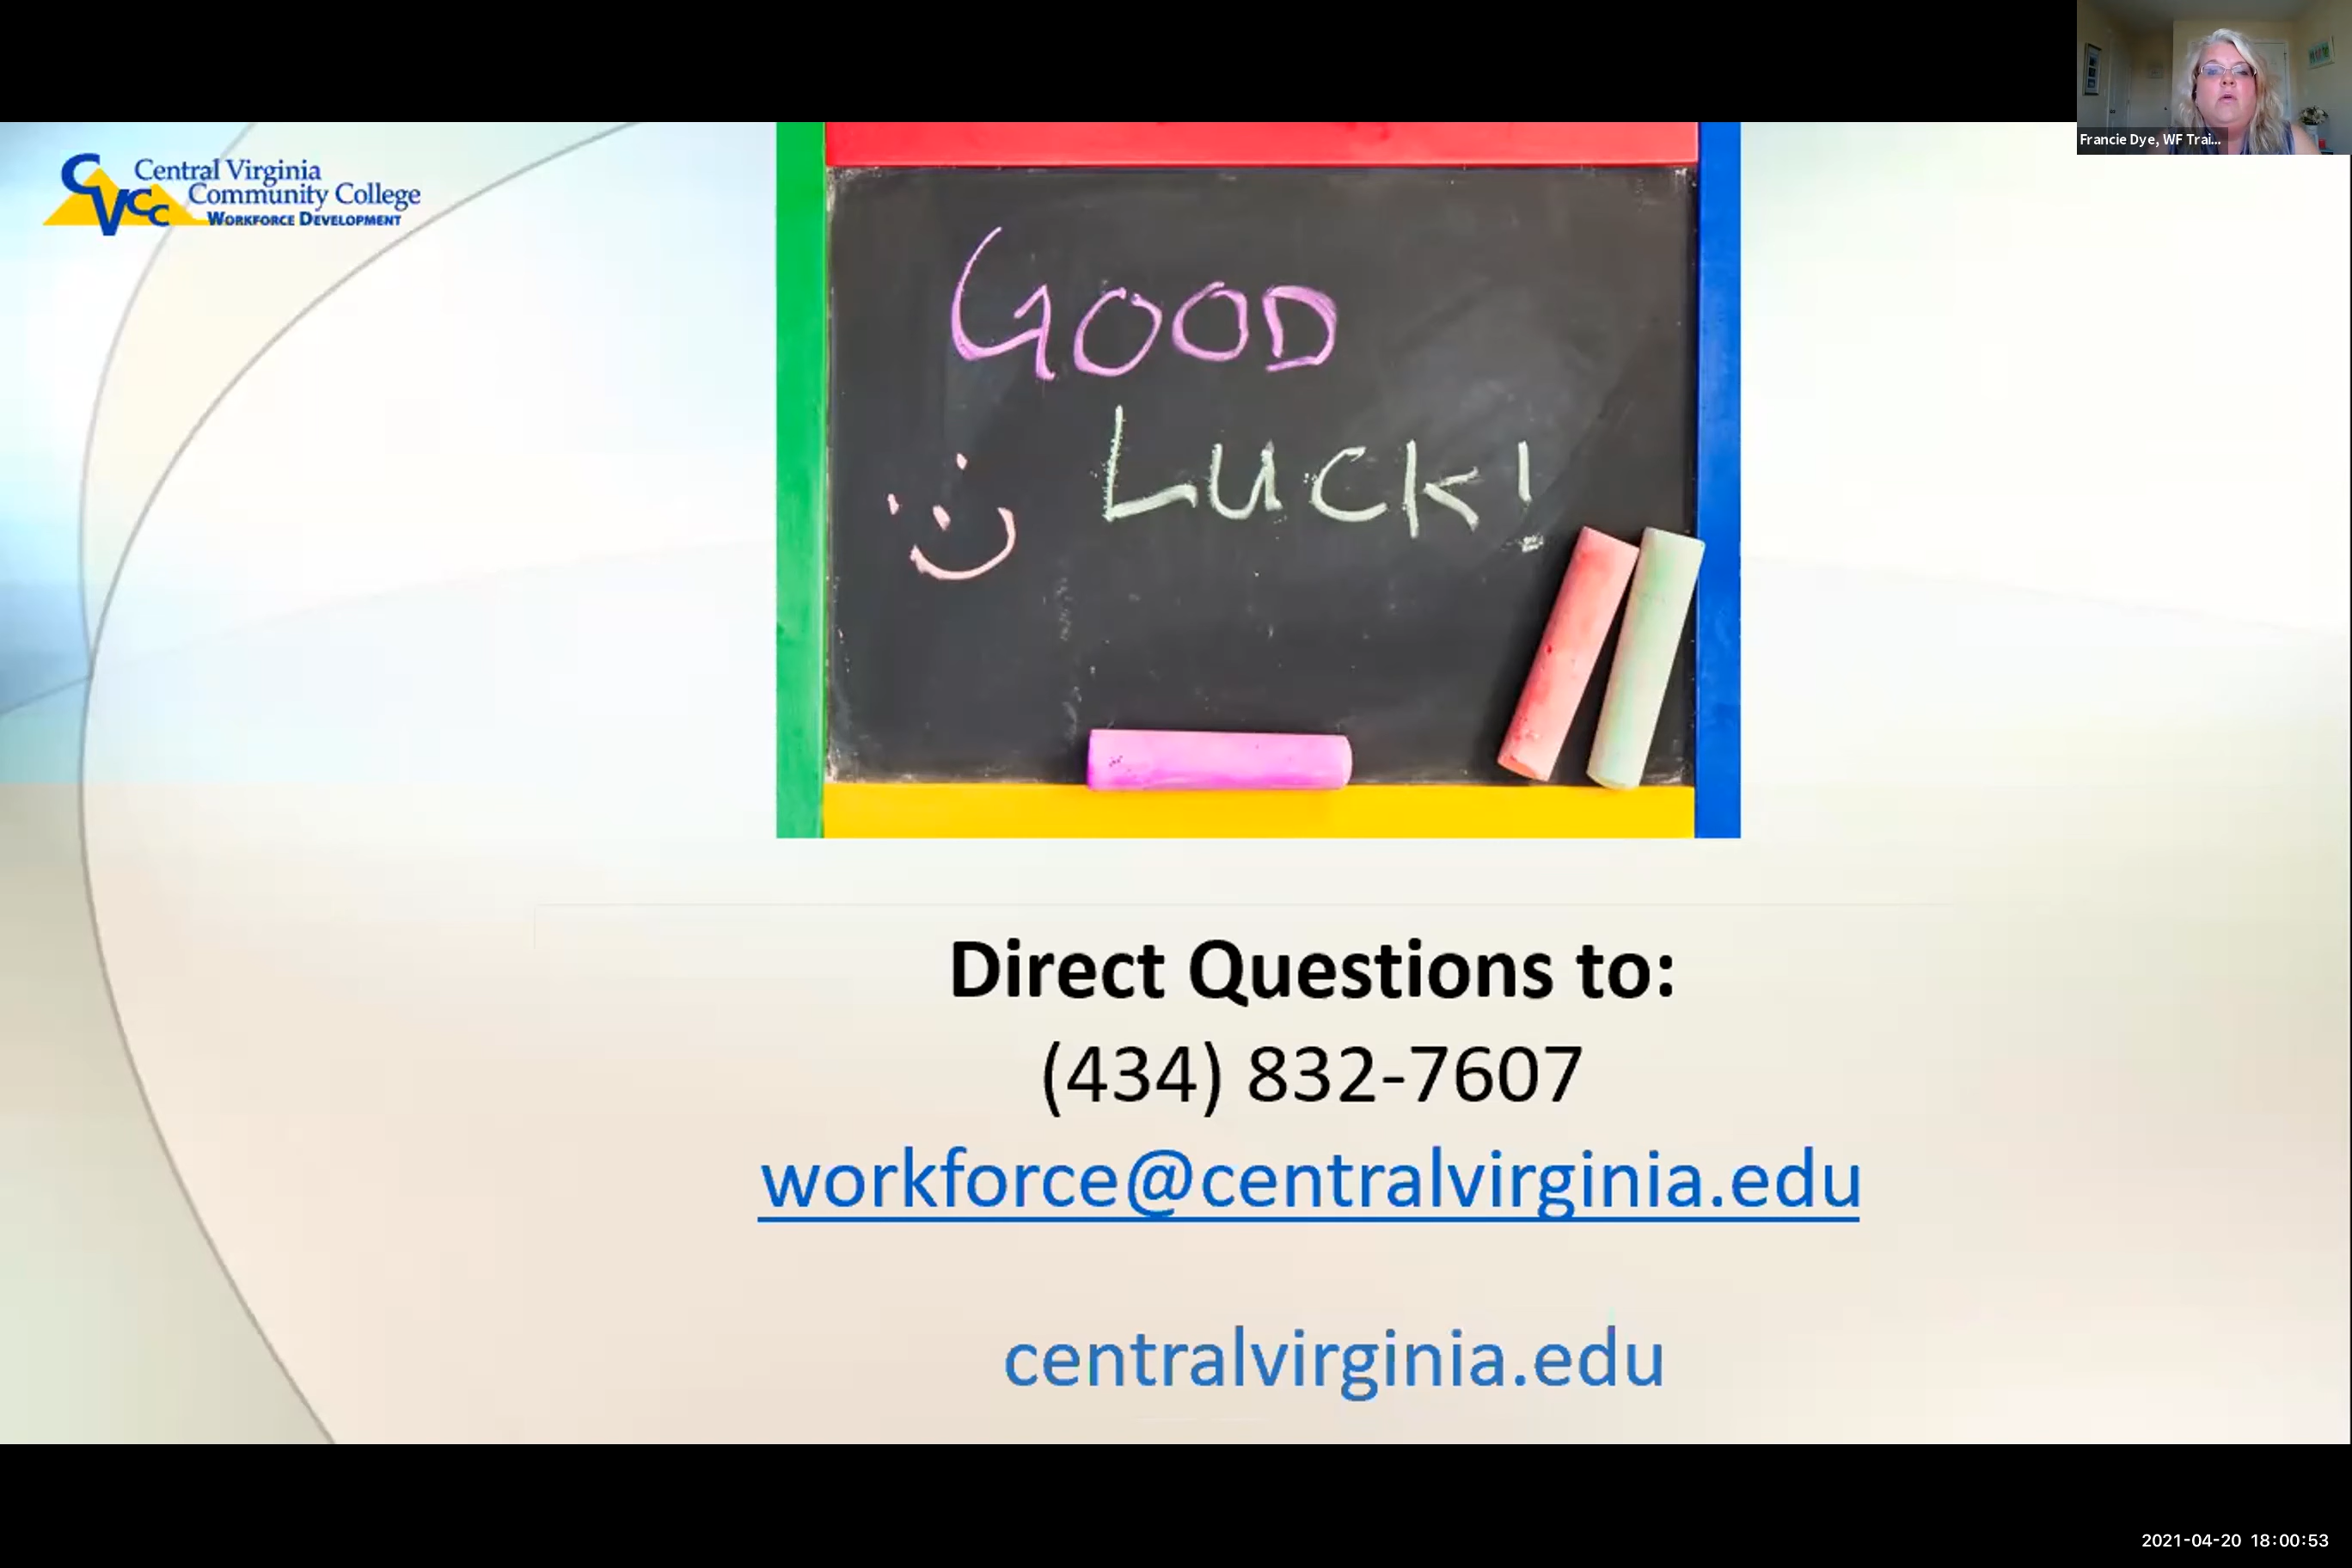 Francie Dye, WF Trai...
CVCC
Central Virginia
Community College
WORKFORCE DEVELOPMENT
GOOD
LUCK!
Direct Questions to:
(434) 832-7607
workforce@centralvirginia.edu
centralvirginia.edu
2021-04-20 18:00:53